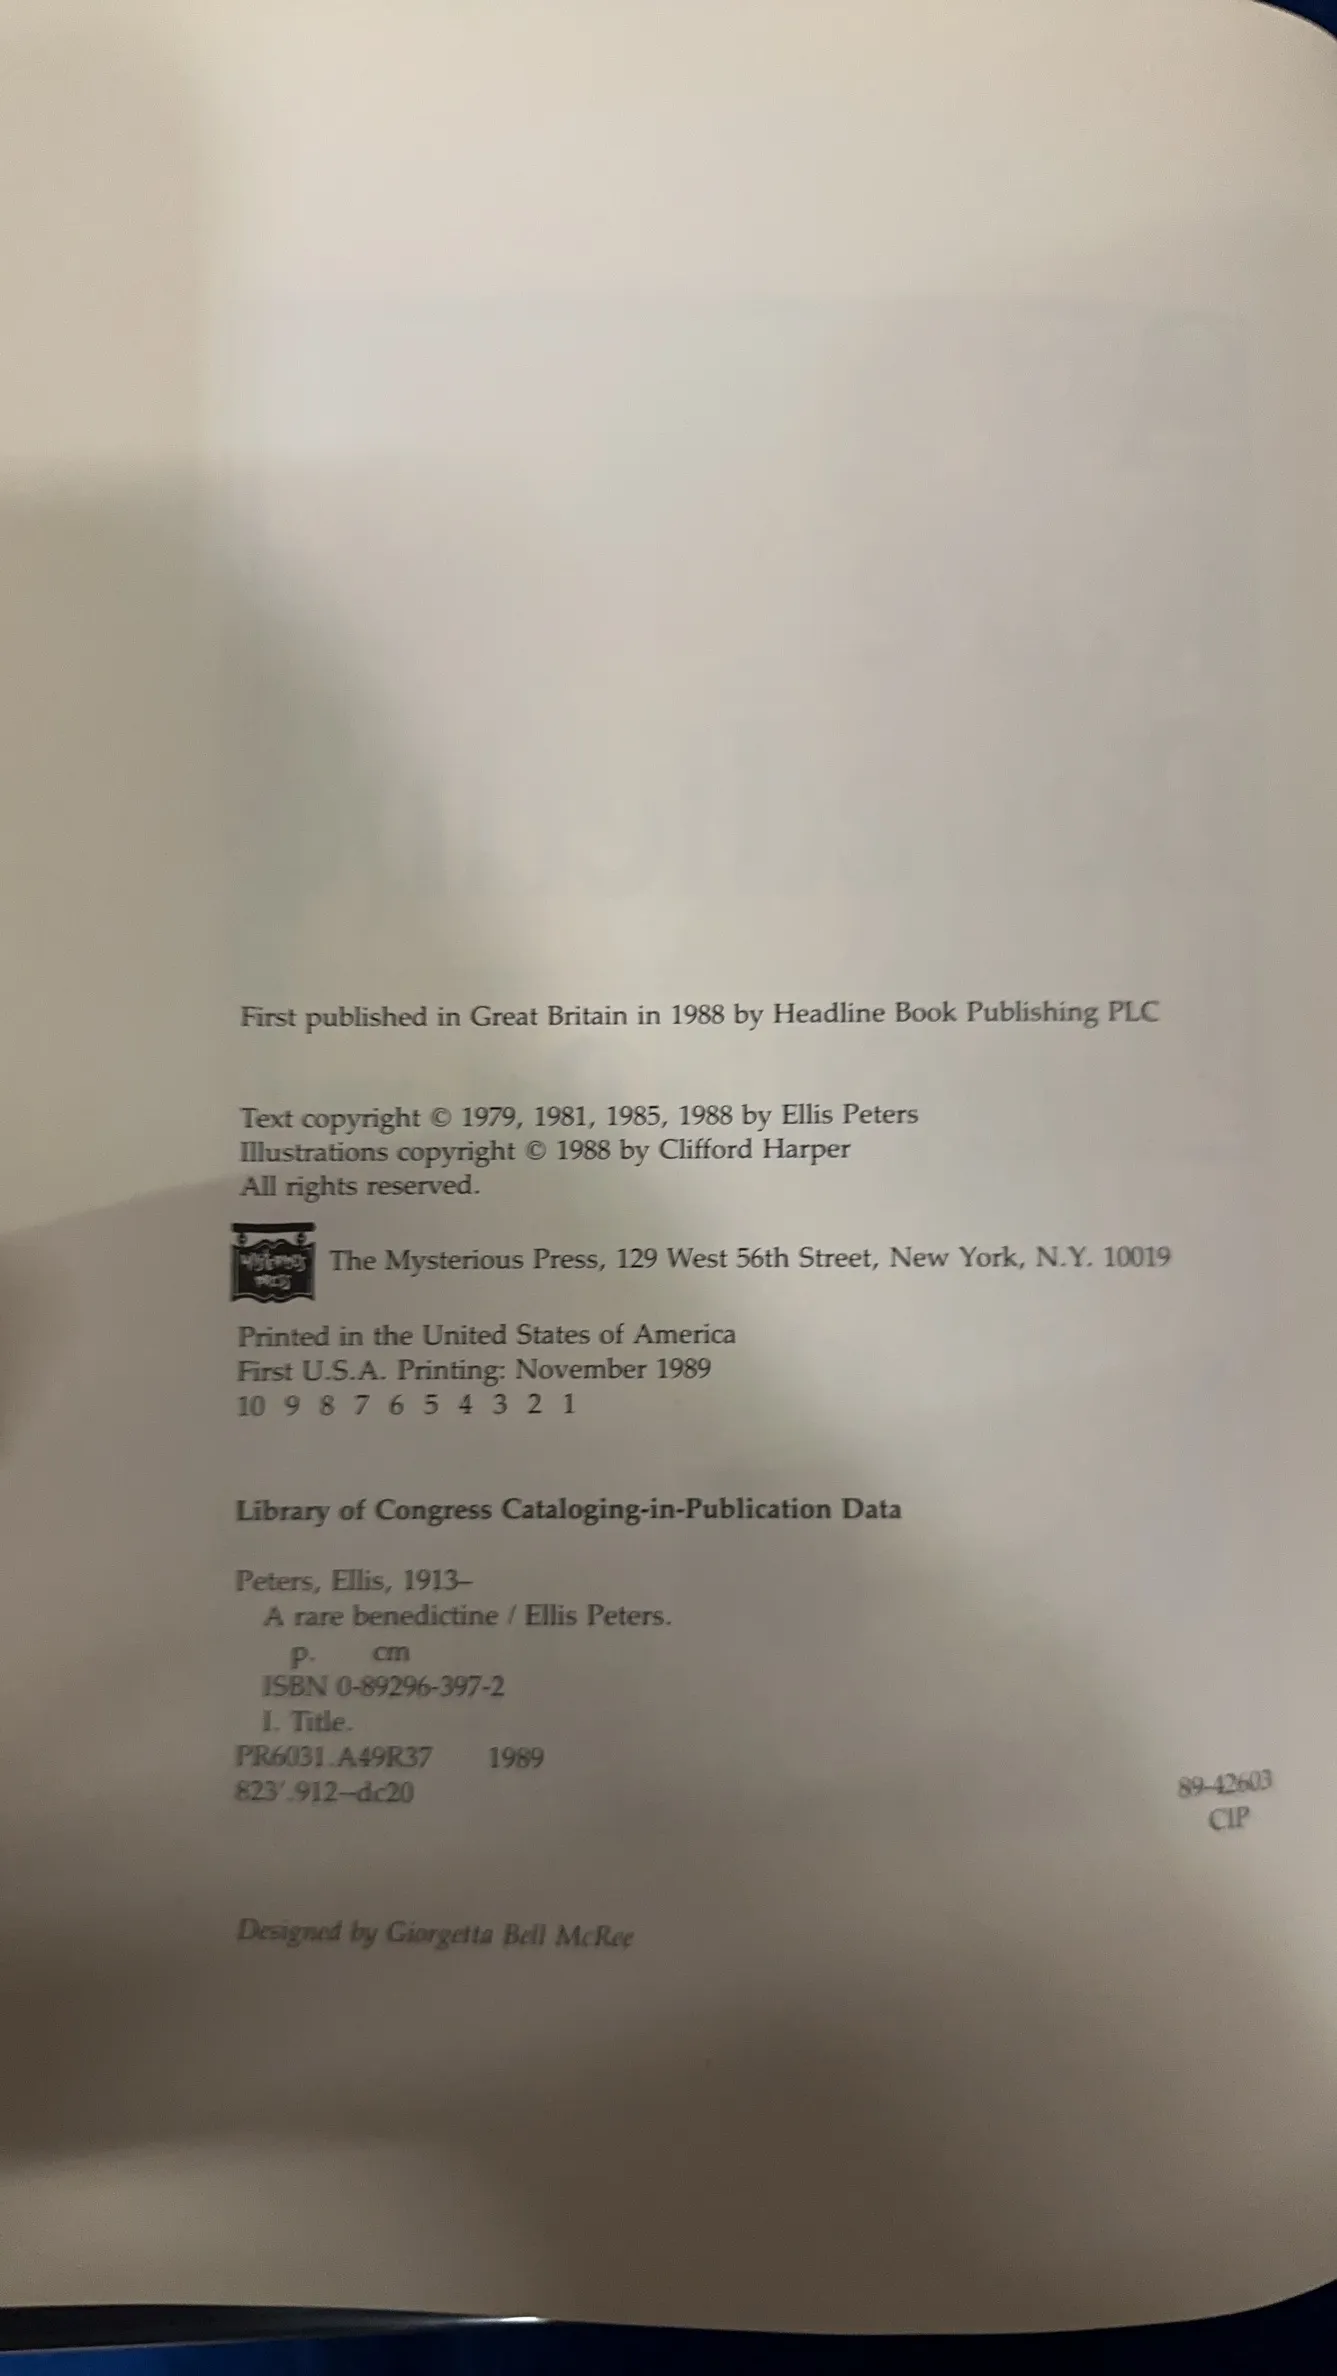 First published in Great Britain in 1988 by Headline Book Publishing PLC
Text copyright © 1979, 1981, 1985, 1988 by Ellis Peters
Illustrations copyright © 1988 by Clifford Harper
All rights reserved.
The Mysterious Press, 129 West 56th Street, New York, N.Y. 10019
Printed in the United States of America
First U.S.A. Printing: November 1989
10 9 8 7 6 5 4 3 2 1
Library of Congress Cataloging-in-Publication Data
Peters, Ellis, 1913–
A rare benedictine / Ellis Peters.
p. cm
ISBN 0-89296-397-2
I. Title.
PR6031.A49R37 1989
823'.912–dc20
89-42603
CIP
Designed by Giorgetta Bell McRee